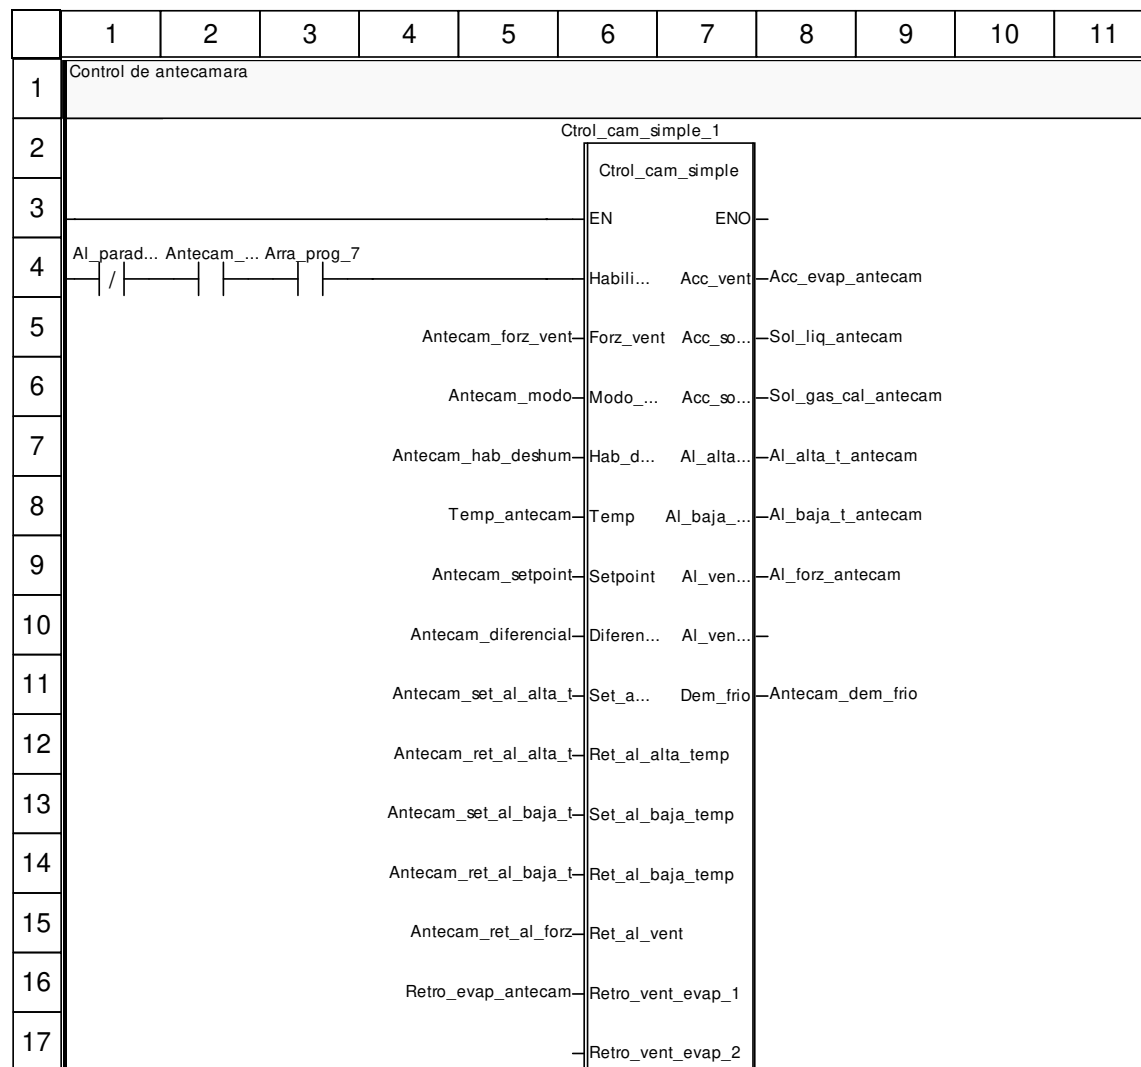 1 2 3 4 5 6 7 8 9 10 11
1 Control de antecamara
Ctrol_cam_simple_1
2 Ctrol_cam_simple
3 EN ENO
Al_parad... Antecam_... Arra_prog_7
4 / Habili... Acc_vent Acc_evap_antecam
5 Antecam_forz_vent Forz_vent Acc_so... Sol_liq_antecam
6 Antecam_modo Modo_... Acc_so... Sol_gas_cal_antecam
7 Antecam_hab_deshum Hab_d... Al_alta... Al_alta_t_antecam
8 Temp_antecam Temp Al_baja_... Al_baja_t_antecam
9 Antecam_setpoint Setpoint Al_ven... Al_forz_antecam
10 Antecam_diferencial Diferen... Al_ven...
11 Antecam_set_al_alta_t Set_a... Dem_frio Antecam_dem_frio
12 Antecam_ret_al_alta_t Ret_al_alta_temp
13 Antecam_set_al_baja_t Set_al_baja_temp
14 Antecam_ret_al_baja_t Ret_al_baja_temp
15 Antecam_ret_al_forz Ret_al_vent
16 Retro_evap_antecam Retro_vent_evap_1
17 Retro_vent_evap_2